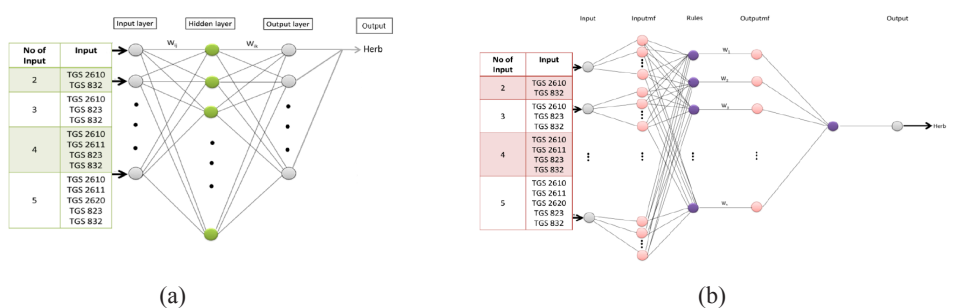 Input layer Hidden layer Output layer Output
No of Input Input
2 TGS 2610
TGS 832
3 TGS 2610
TGS 823
TGS 832
4 TGS 2610
TGS 2611
TGS 823
TGS 832
5 TGS 2610
TGS 2611
TGS 2620
TGS 823
TGS 832
Herb
(a)
Input Inputmf Rules Outputmf Output
No of Input Input
2 TGS 2610
TGS 832
3 TGS 2610
TGS 823
TGS 832
4 TGS 2610
TGS 2611
TGS 823
TGS 832
5 TGS 2610
TGS 2611
TGS 2620
TGS 823
TGS 832
Herb
(b)